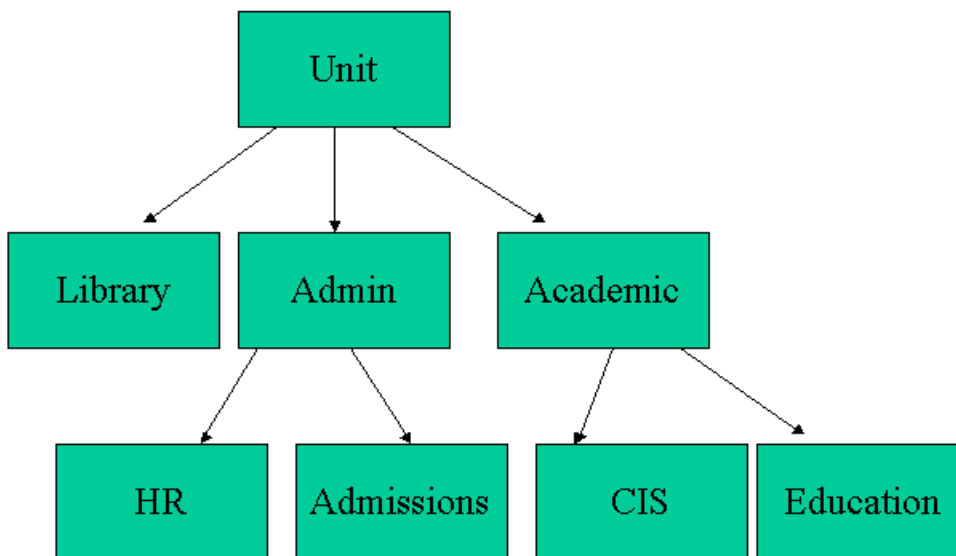 Unit
Library
Admin
Academic
HR
Admissions
CIS
Education